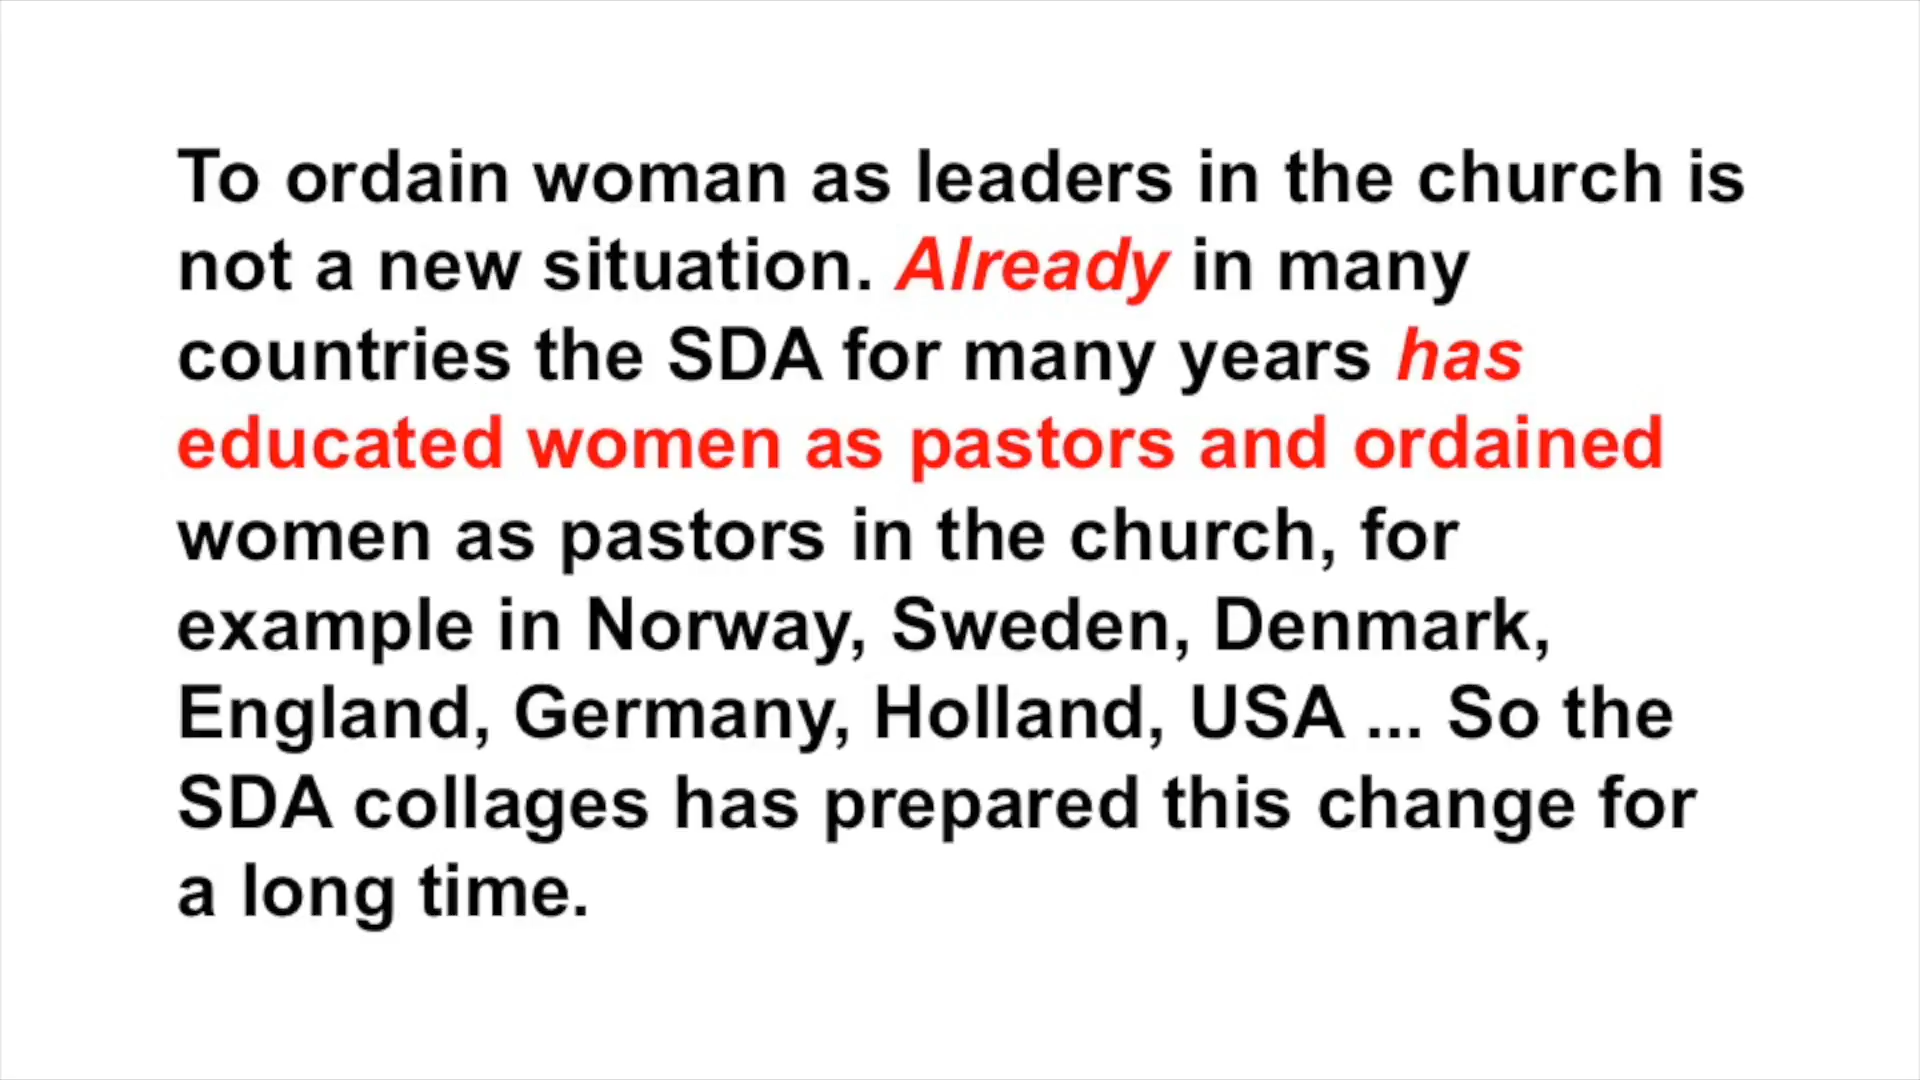 To ordain woman as leaders in the church is
not a new situation. Already in many
countries the SDA for many years has
educated women as pastors and ordained
women as pastors in the church, for
example in Norway, Sweden, Denmark,
England, Germany, Holland, USA ... So the
SDA collages has prepared this change for
a long time.